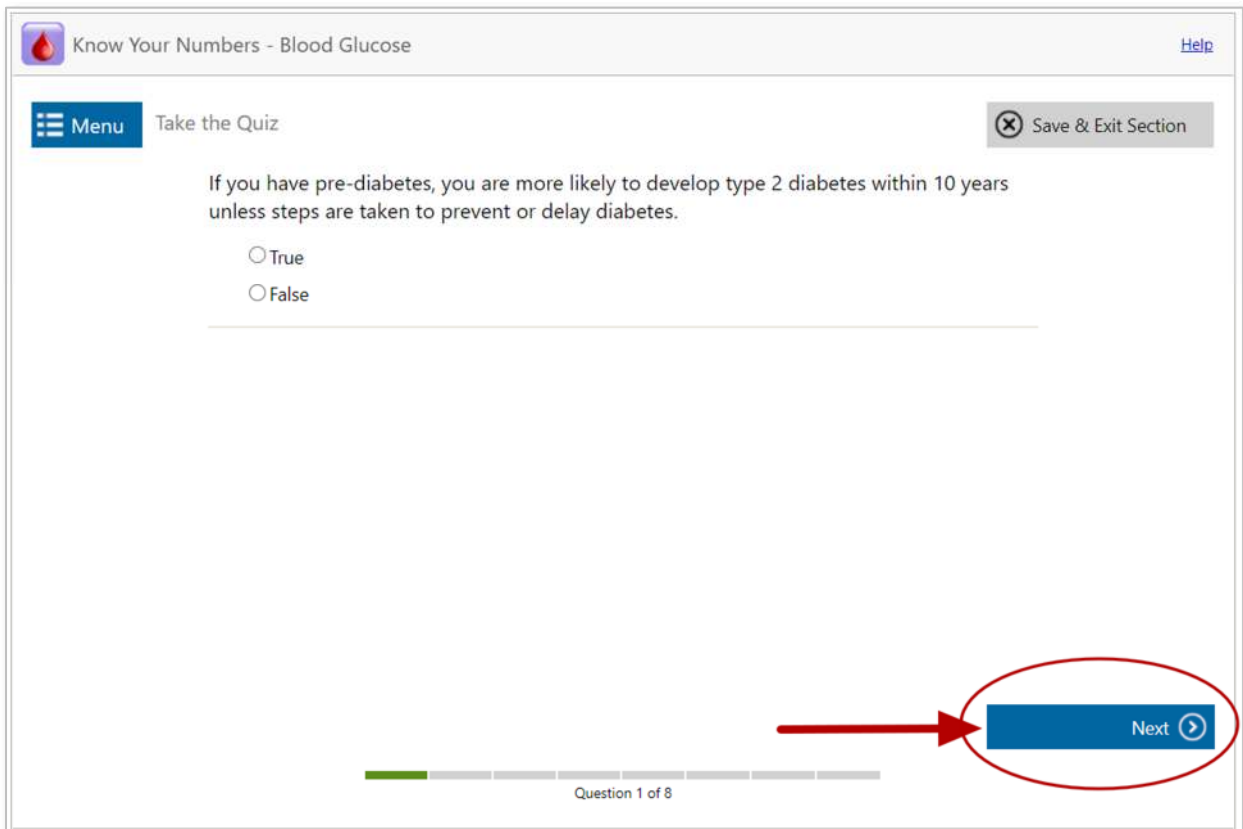 Know Your Numbers - Blood Glucose
Help
Menu
Take the Quiz
Save & Exit Section
If you have pre-diabetes, you are more likely to develop type 2 diabetes within 10 years
unless steps are taken to prevent or delay diabetes.
True
False
Next
Question 1 of 8